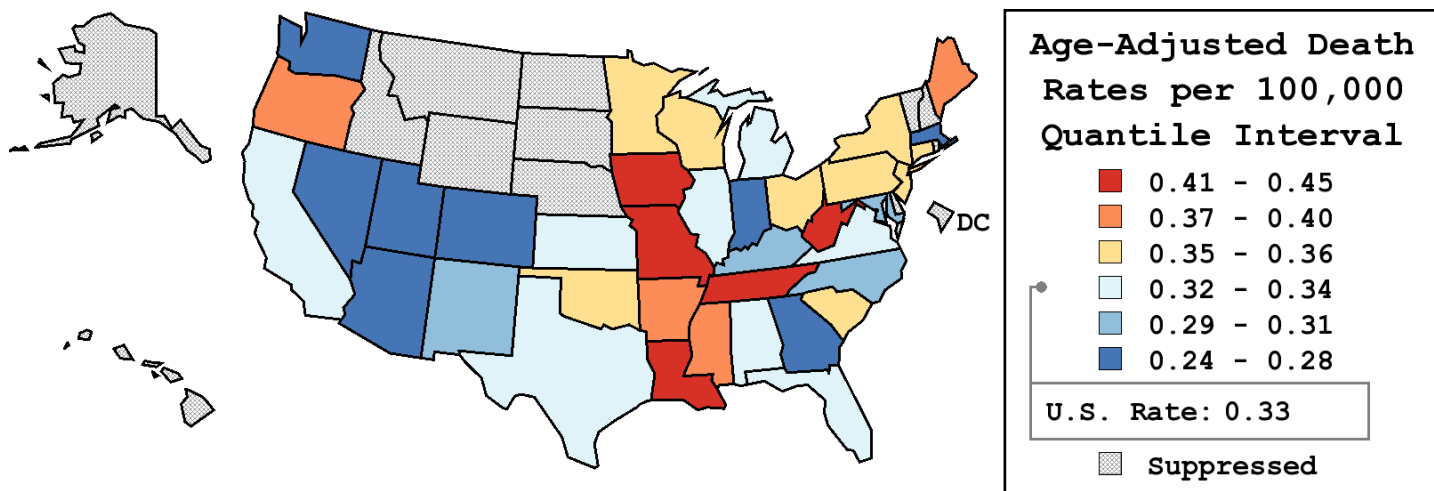 Age-Adjusted Death
Rates per 100,000
Quantile Interval
0.41 - 0.45
0.37 - 0.40
0.35 - 0.36
0.32 - 0.34
0.29 - 0.31
0.24 - 0.28
U.S. Rate: 0.33
Suppressed
DC